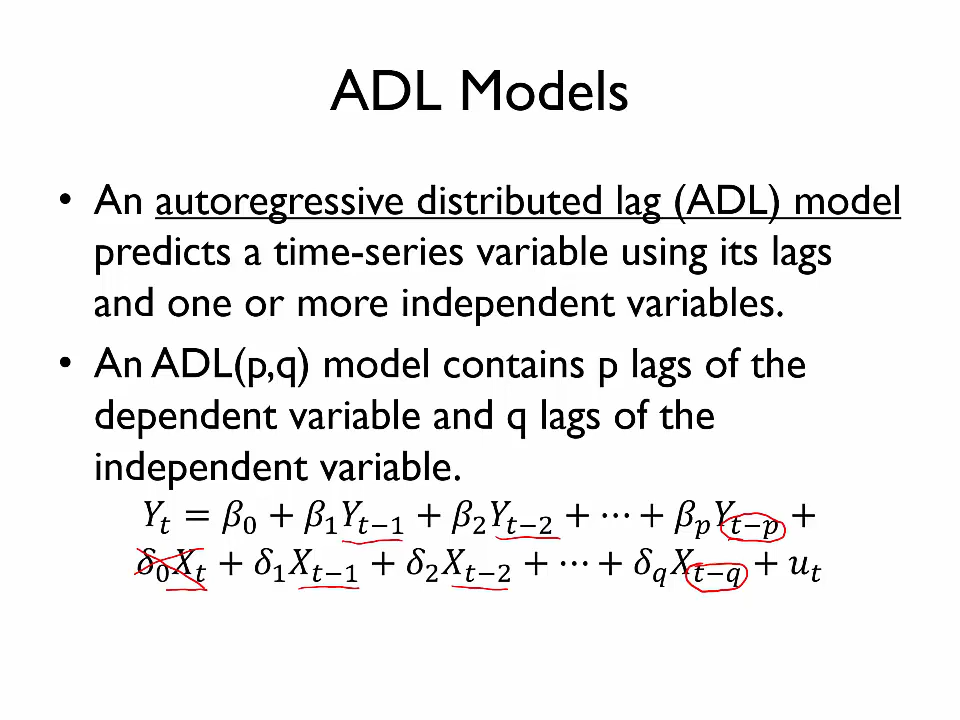 ADL Models
• An autoregressive distributed lag (ADL) model
predicts a time-series variable using its lags
and one or more independent variables.
• An ADL(p,q) model contains p lags of the
dependent variable and q lags of the
independent variable.
𝑌ₜ = β₀ + β₁𝑌ₜ₋₁ + β₂𝑌ₜ₋₂ + ⋯ + βₚ𝑌ₜ₋ₚ +
δ₀𝑋ₜ + δ₁𝑋ₜ₋₁ + δ₂𝑋ₜ₋₂ + ⋯ + δ_q𝑋_{t−q} + 𝑢ₜ